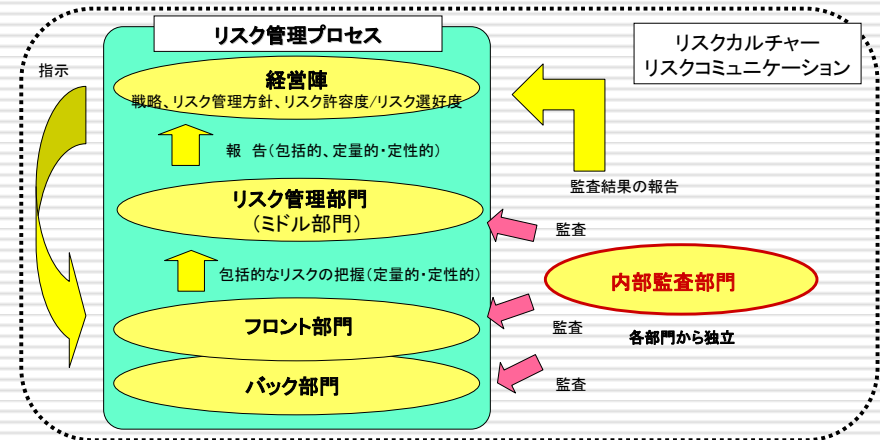 リスク管理プロセス
リスクカルチャー
リスクコミュニケーション
指示
経営陣
戦略、リスク管理方針、リスク許容度/リスク選好度
報　告(包括的、定量的・定性的)
監査結果の報告
リスク管理部門
（ミドル部門）
監査
包括的なリスクの把握(定量的・定性的)
内部監査部門
フロント部門
監査
各部門から独立
バック部門
監査